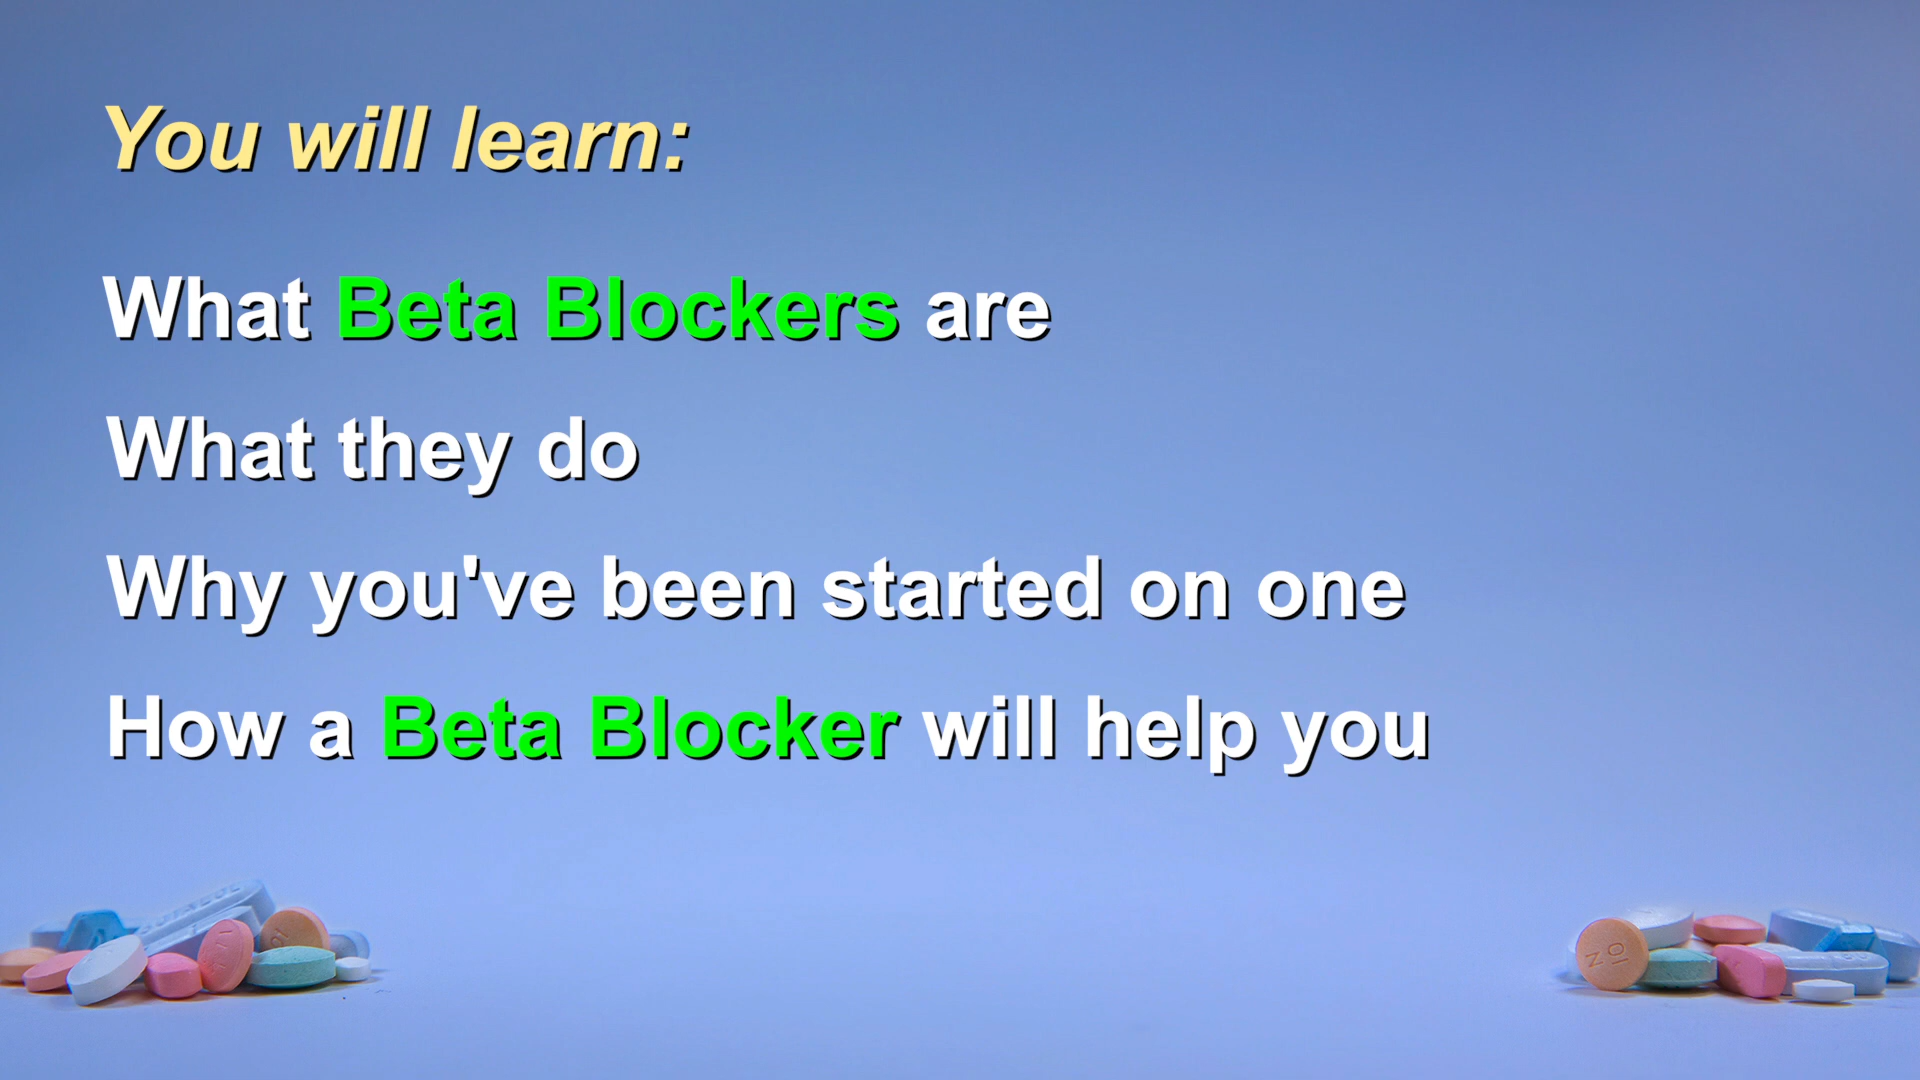 You will learn:
What Beta Blockers are
What they do
Why you've been started on one
How a Beta Blocker will help you